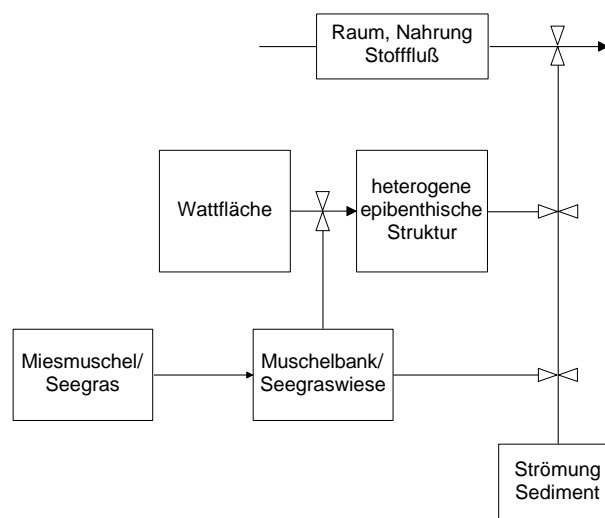 Raum, Nahrung
Stofffluß
Wattfläche
heterogene
epibenthische
Struktur
Miesmuschel/
Seegras
Muschelbank/
Seegraswiese
Strömung
Sediment